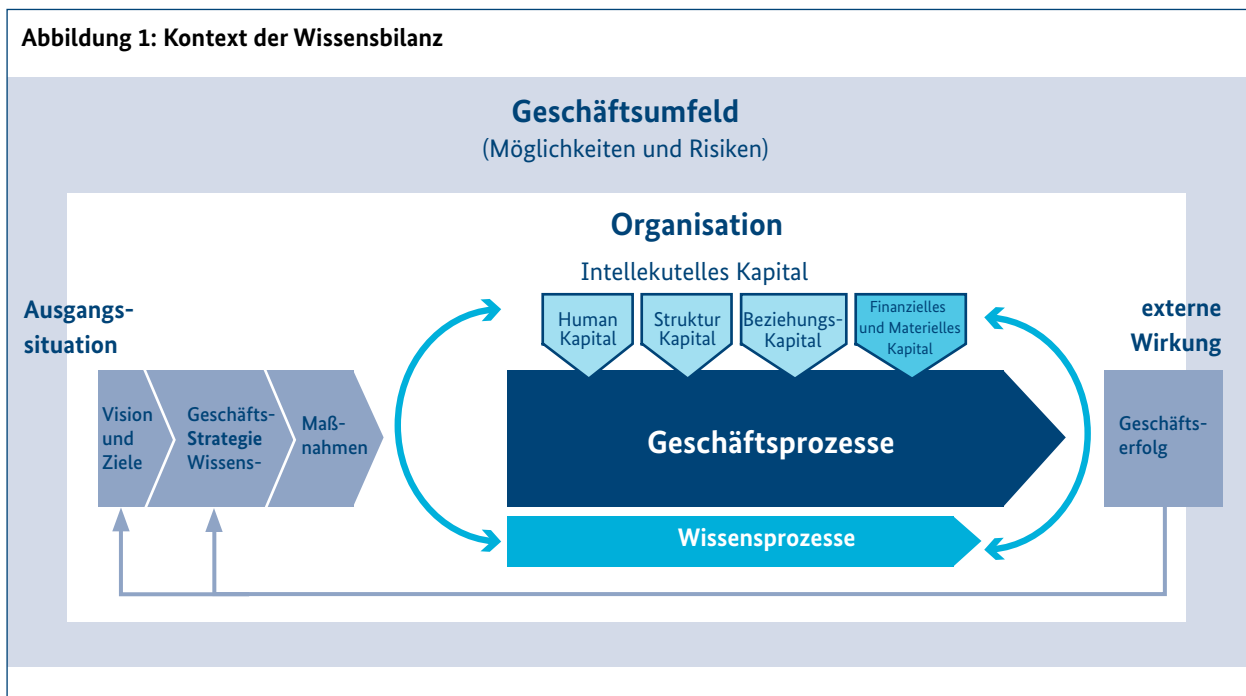 Abbildung 1: Kontext der Wissensbilanz
Geschäftsumfeld
(Möglichkeiten und Risiken)
Organisation
Intellekutelles Kapital
Ausgangs-
situation
Human
Kapital
Struktur
Kapital
Beziehungs-
Kapital
Finanzielles
und Materielles
Kapital
externe
Wirkung
Vision
und
Ziele
Geschäfts-
Strategie
Wissens-
Maß-
nahmen
Geschäftsprozesse
Geschäfts-
erfolg
Wissensprozesse